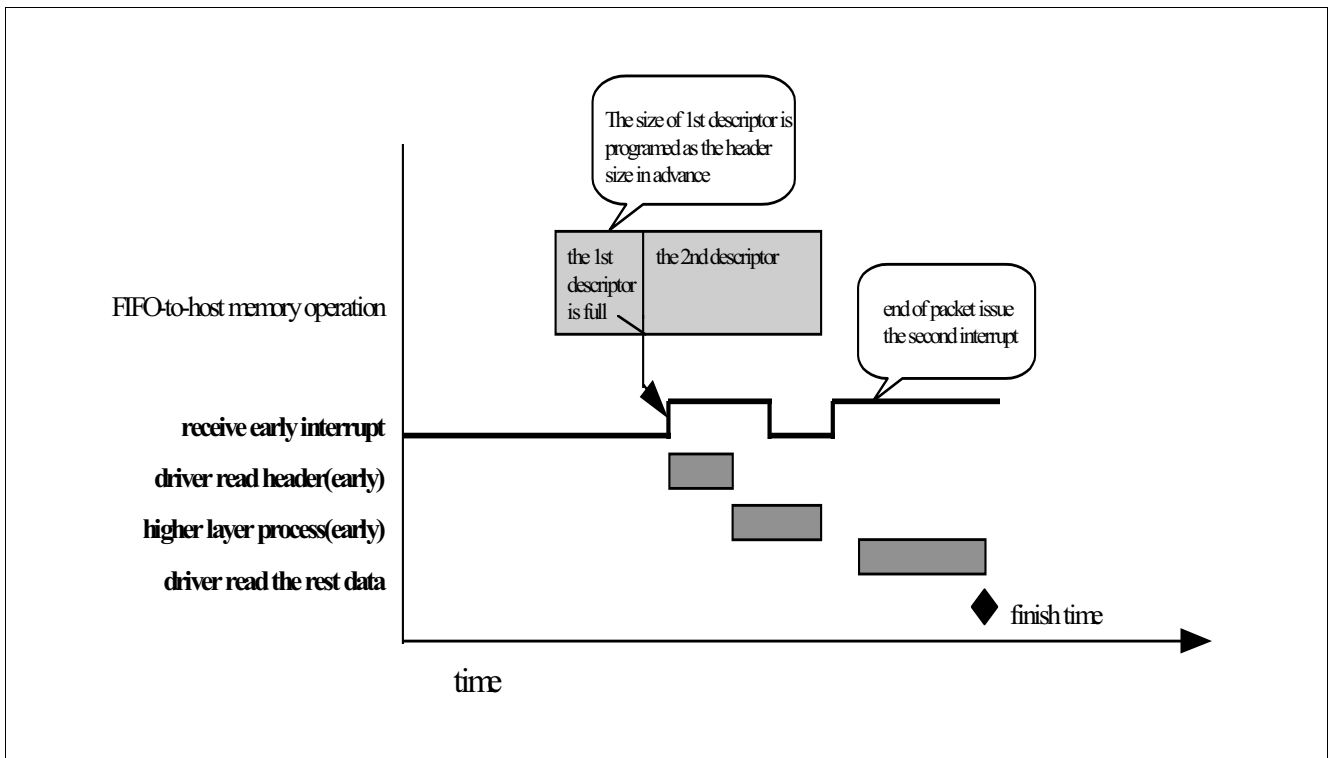 The size of 1st descriptor is
programed as the header
size in advance
the 1st
descriptor
is full
the 2nd descriptor
FIFO-to-host memory operation
end of packet issue
the second interrupt
receive early interrupt
driver read header(early)
higher layer process(early)
driver read the rest data
finish time
time